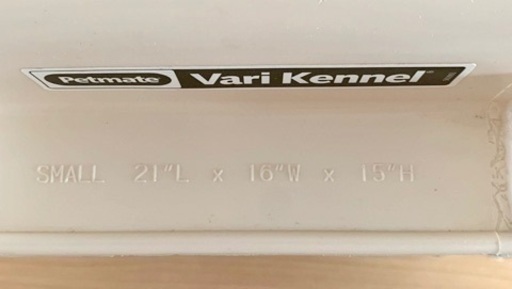 Petmate Vari Kennel
SMALL 21"L x 16"W x 15"H